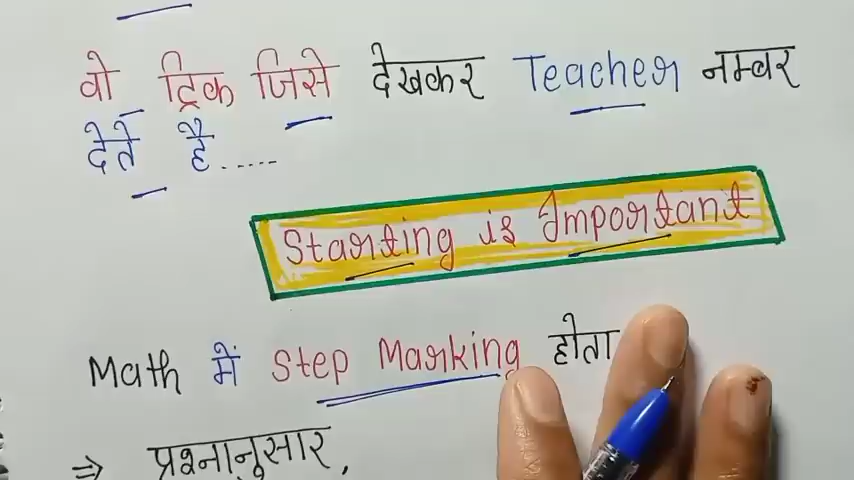 वो ट्रिक जिसे देखकर Teacher नम्बर
देते है.....
Starting is Important
Math में Step Marking होता
⇒ प्रश्नानुसार,